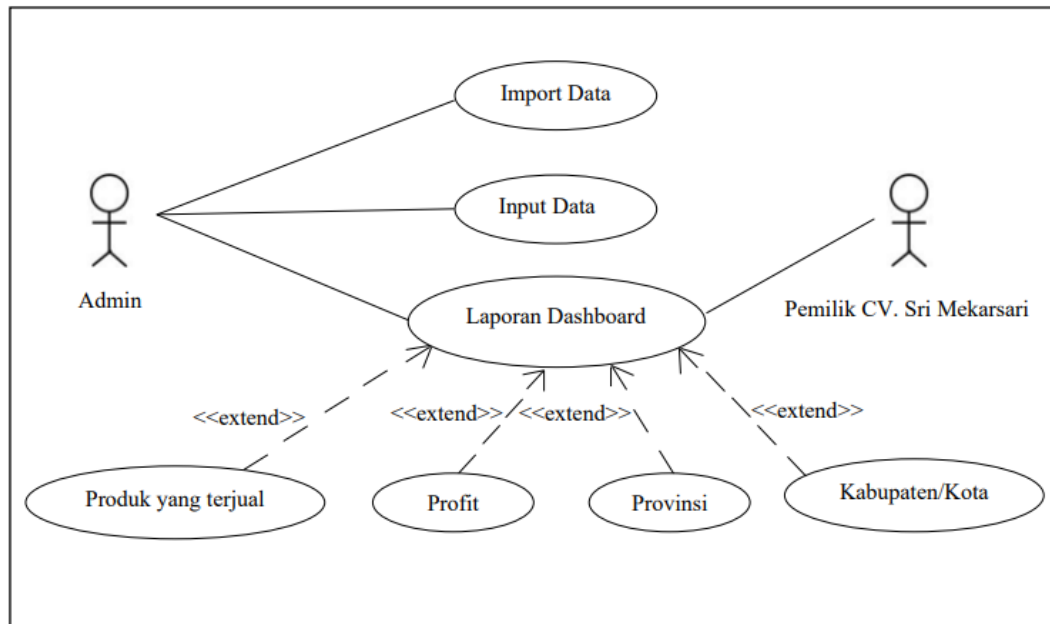 Import Data
Input Data
Admin
Laporan Dashboard
Pemilik CV. Sri Mekarsari
<<extend>>
<<extend>>
<<extend>>
<<extend>>
Produk yang terjual
Profit
Provinsi
Kabupaten/Kota